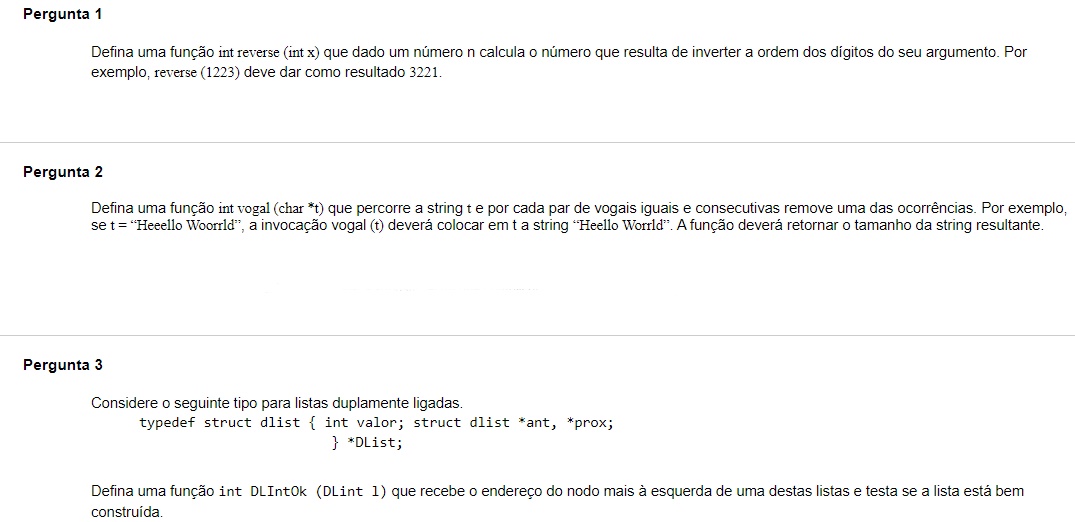 Pergunta 1
Defina uma função int reverse (int x) que dado um número n calcula o número que resulta de inverter a ordem dos dígitos do seu argumento. Por
exemplo, reverse (1223) deve dar como resultado 3221.
Pergunta 2
Defina uma função int vogal (char *t) que percorre a string t e por cada par de vogais iguais e consecutivas remove uma das ocorrências. Por exemplo,
se t = “Heeello Woorrld”, a invocação vogal (t) deverá colocar em t a string “Heello Worrld”. A função deverá retornar o tamanho da string resultante.
Pergunta 3
Considere o seguinte tipo para listas duplamente ligadas.
typedef struct dlist { int valor; struct dlist *ant, *prox;
} *DList;
Defina uma função int DLIntOk (DLint l) que recebe o endereço do nodo mais à esquerda de uma destas listas e testa se a lista está bem
construída.